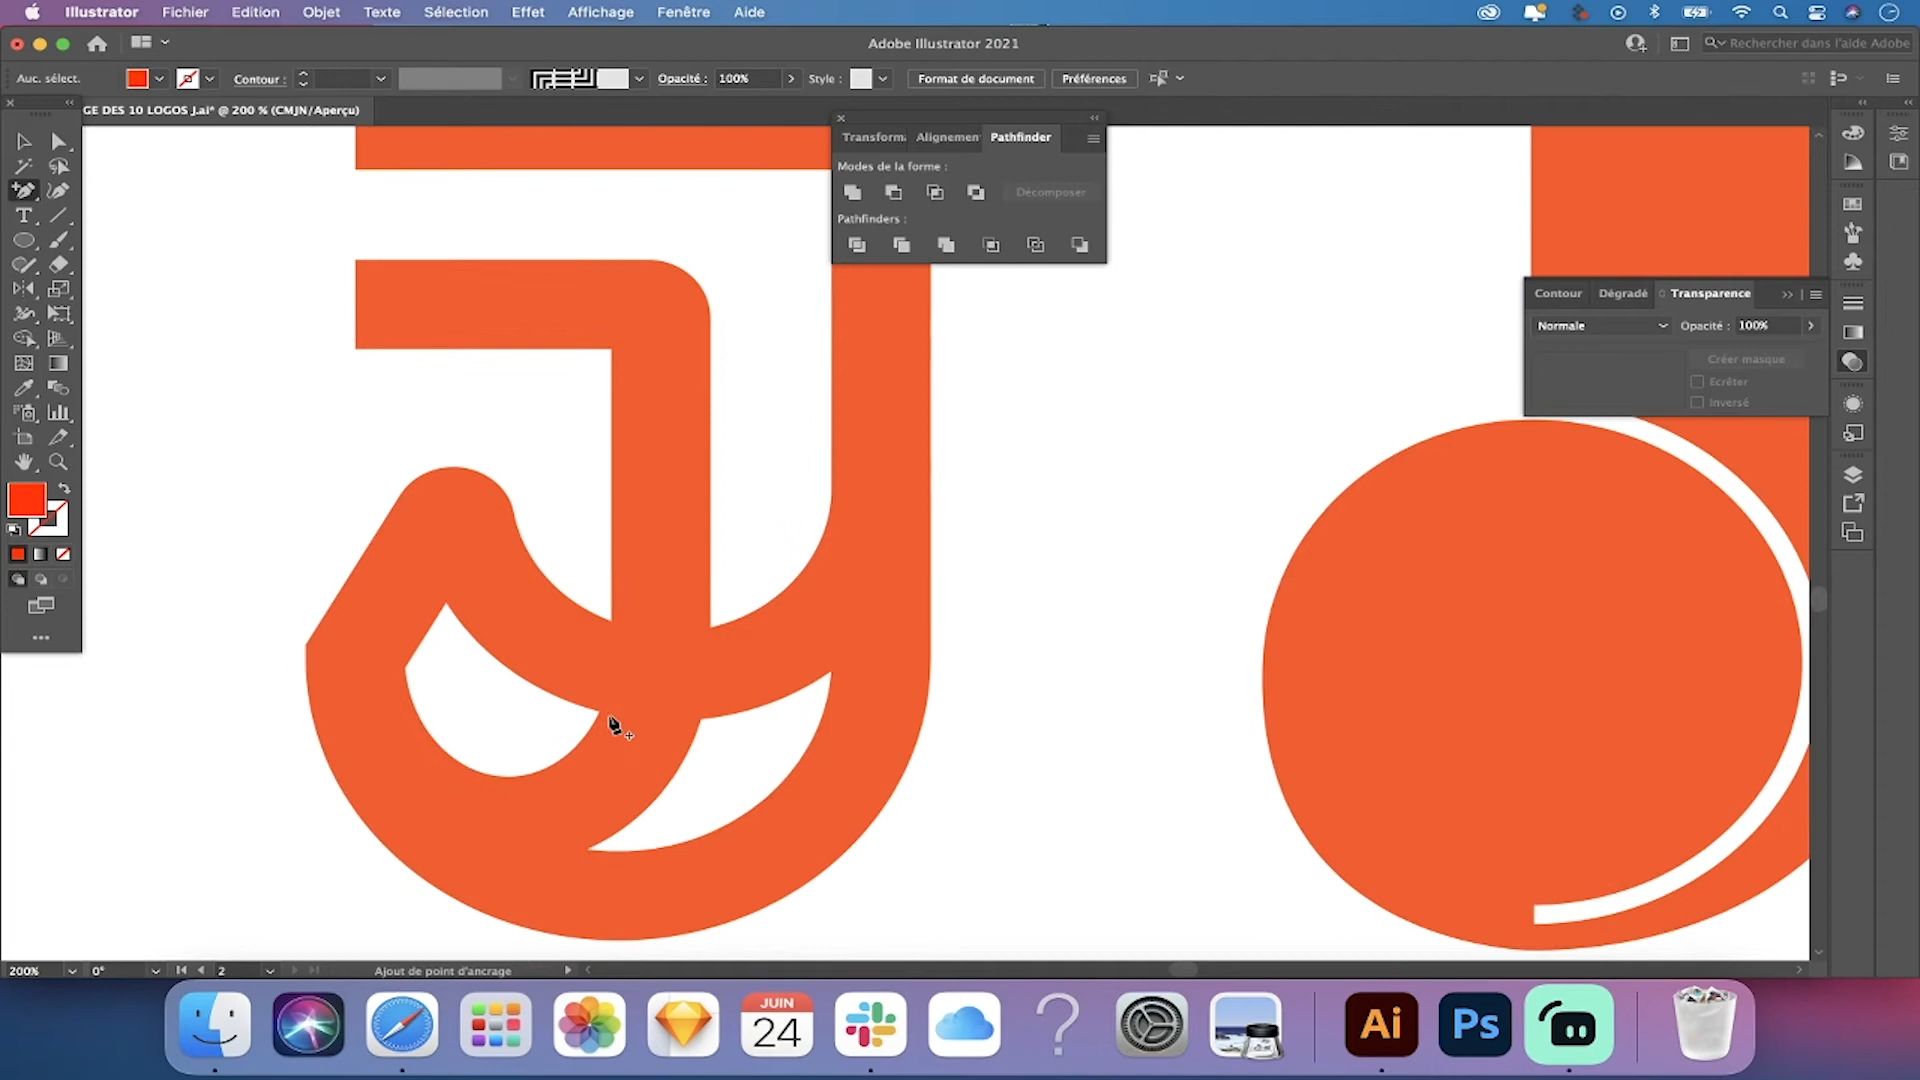 Illustrator Fichier Edition Objet Texte Sélection Effet Affichage Fenêtre Aide
Adobe Illustrator 2021
Rechercher dans l'aide Adobe
Auc. sélect. Contour : Opacité : 100% Style : Format de document Préférences
GE DES 10 LOGOS J.ai* @ 200 % (CMJN/Aperçu)
Transform Alignemen Pathfinder
Modes de la forme :
Décomposer
Pathfinders :
Contour Dégradé Transparence
Normale Opacité : 100%
Créer masque
Ecrêter
Inversé
T
200% 0° 2 Ajout de point d'ancrage
JUIN
24
?
Ai
Ps